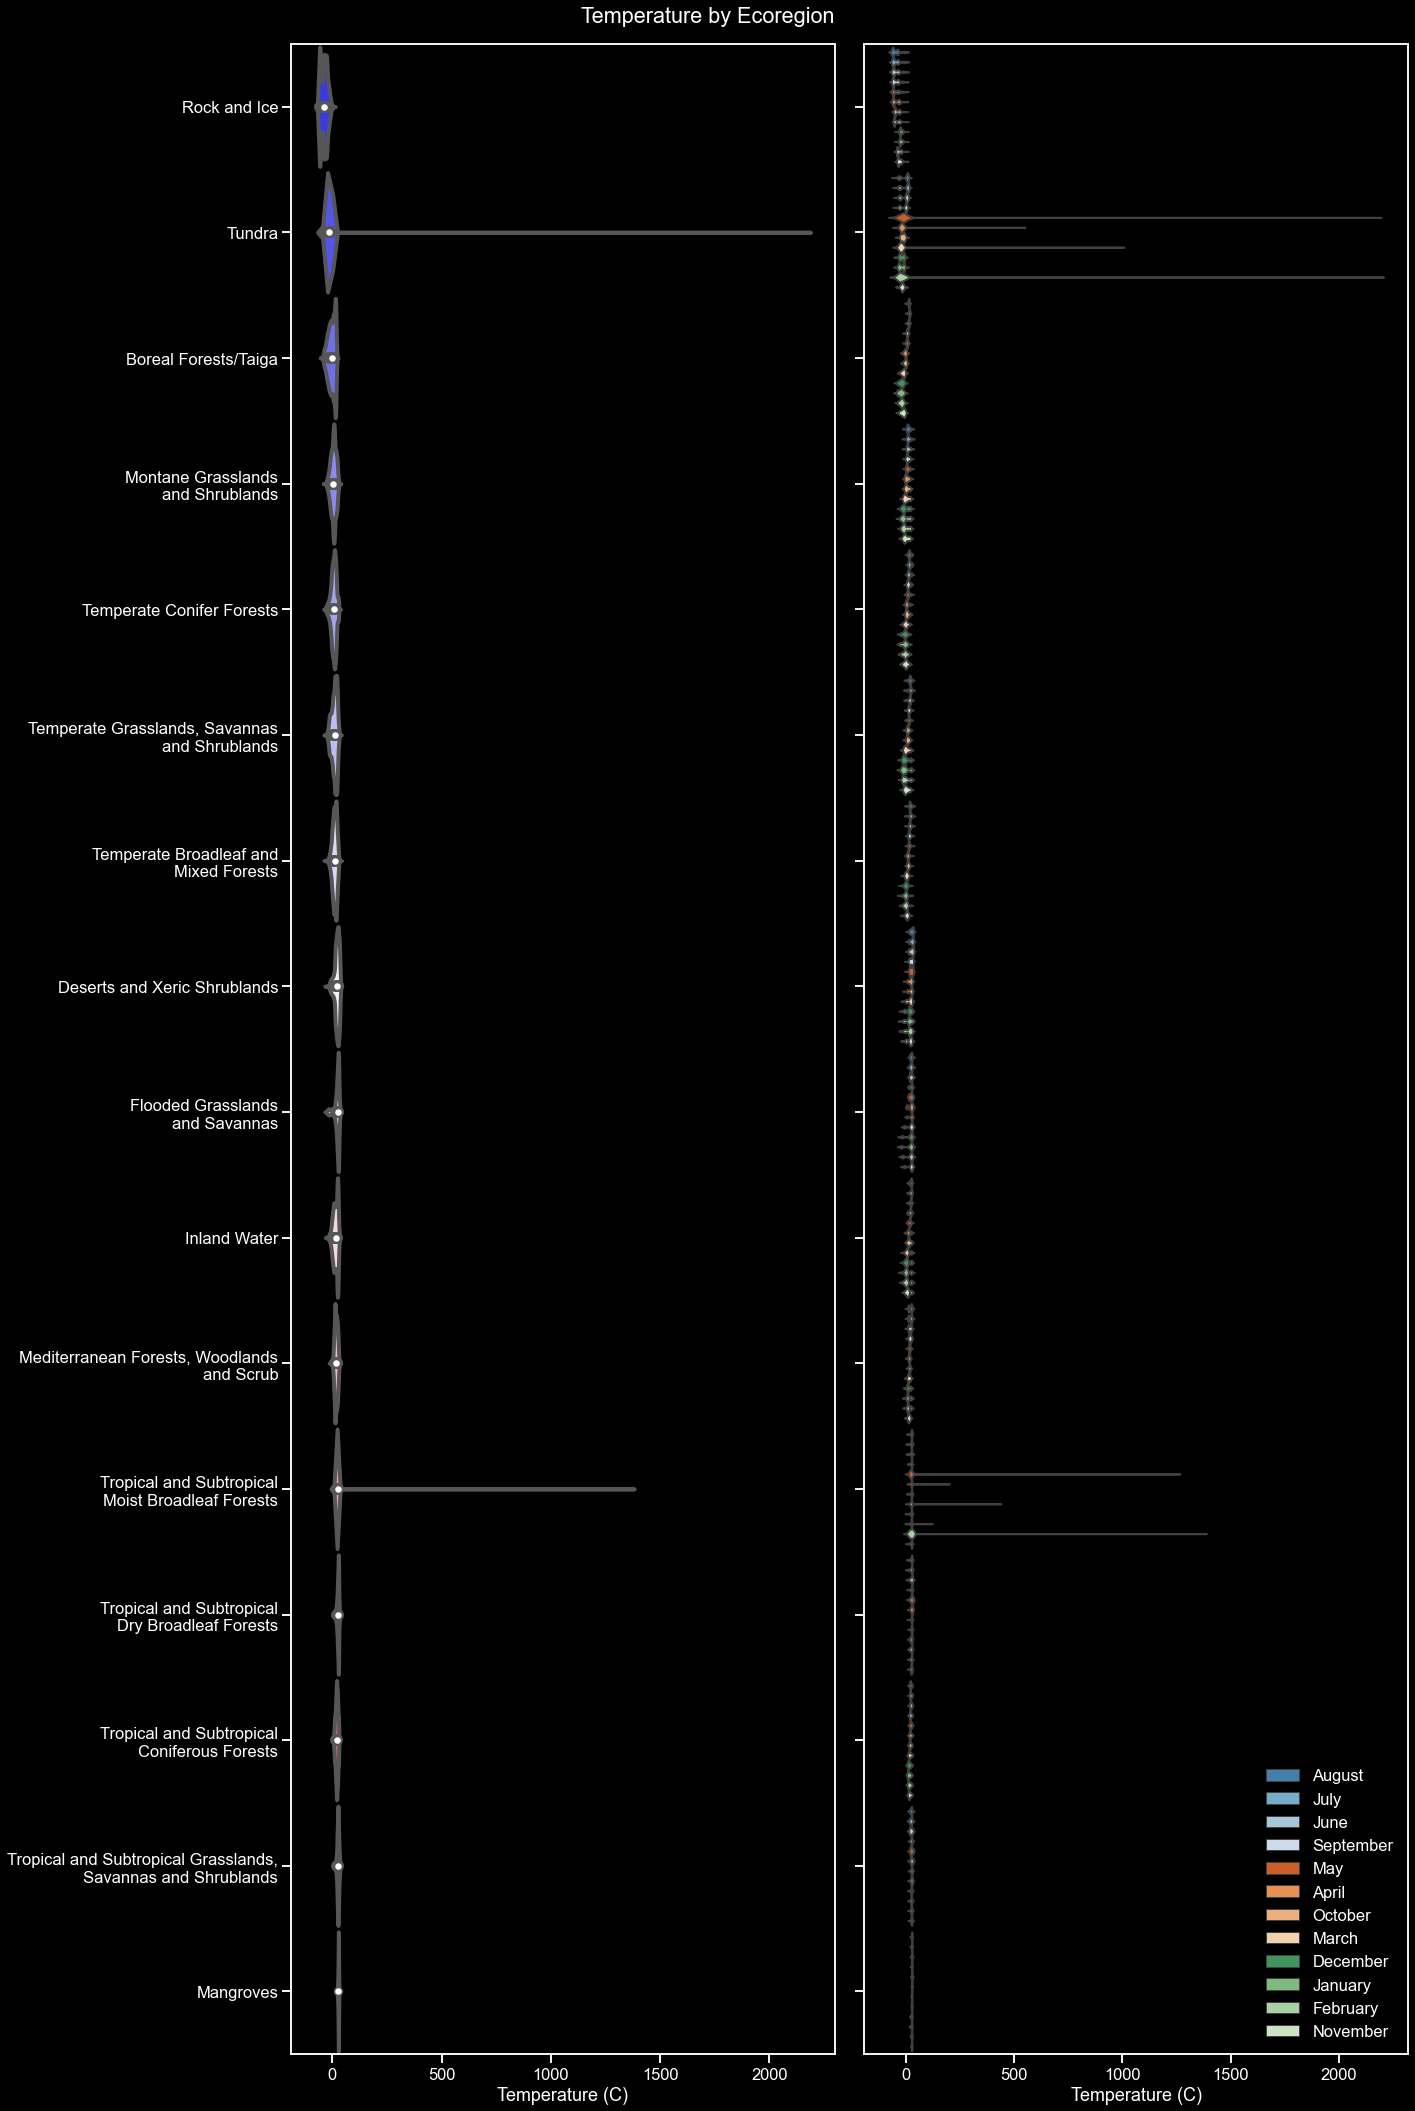 Temperature by Ecoregion
Rock and Ice
Tundra
Boreal Forests/Taiga
Montane Grasslands
and Shrublands
Temperate Conifer Forests
Temperate Grasslands, Savannas
and Shrublands
Temperate Broadleaf and
Mixed Forests
Deserts and Xeric Shrublands
Flooded Grasslands
and Savannas
Inland Water
Mediterranean Forests, Woodlands
and Scrub
Tropical and Subtropical
Moist Broadleaf Forests
Tropical and Subtropical
Dry Broadleaf Forests
Tropical and Subtropical
Coniferous Forests
Tropical and Subtropical Grasslands,
Savannas and Shrublands
Mangroves
0 500 1000 1500 2000
Temperature (C)
August
July
June
September
May
April
October
March
December
January
February
November
0 500 1000 1500 2000
Temperature (C)